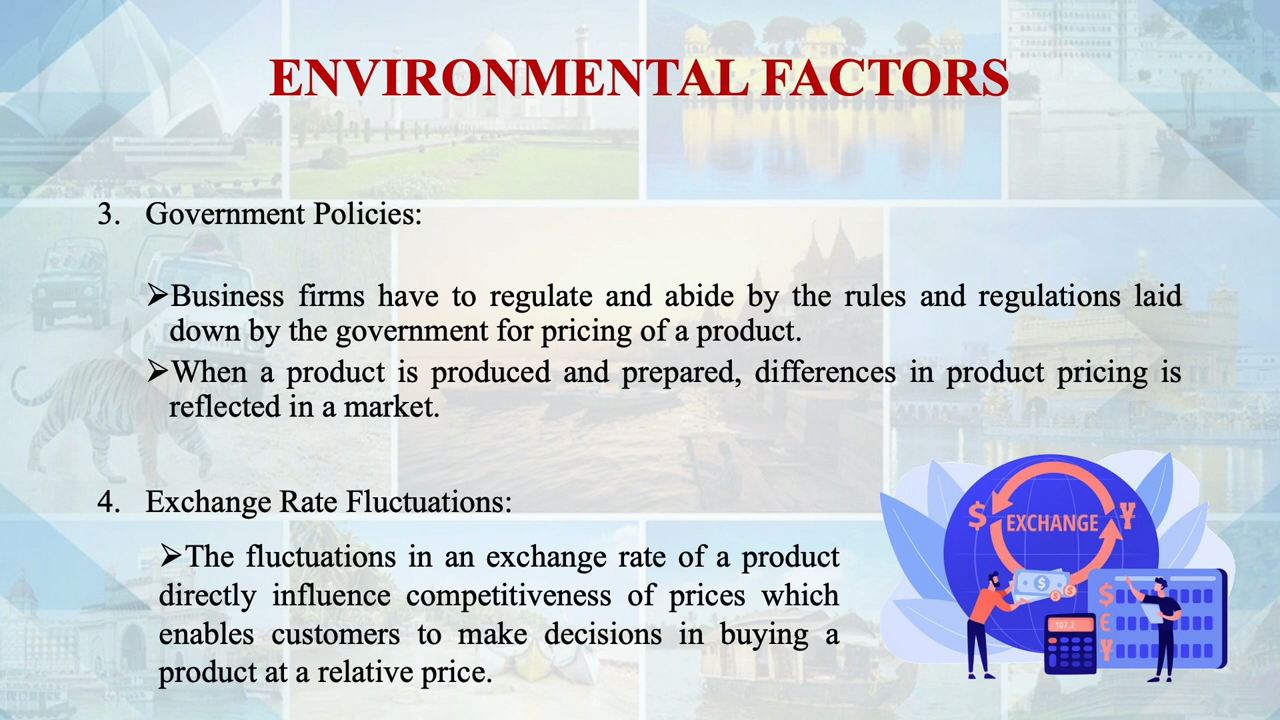 ENVIRONMENTAL FACTORS
3. Government Policies:
➢Business firms have to regulate and abide by the rules and regulations laid
down by the government for pricing of a product.
➢When a product is produced and prepared, differences in product pricing is
reflected in a market.
4. Exchange Rate Fluctuations:
➢The fluctuations in an exchange rate of a product
directly influence competitiveness of prices which
enables customers to make decisions in buying a
product at a relative price.
$ EXCHANGE ¥
$
$ $
107.2
$
€
¥